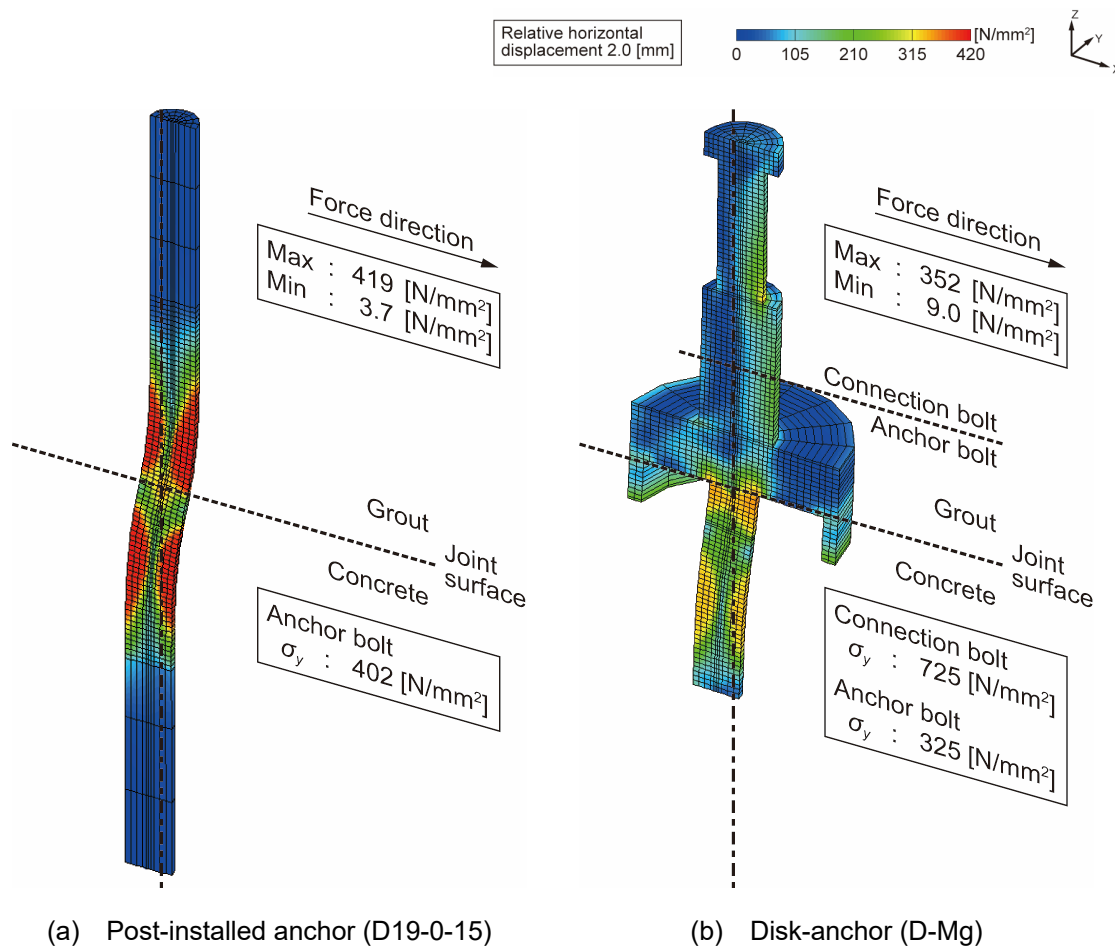 Relative horizontal
displacement 2.0 [mm]
[N/mm²]
0 105 210 315 420
Z
Y
X
Force direction
Max : 419 [N/mm²]
Min : 3.7 [N/mm²]
Grout
Joint
surface
Concrete
Anchor bolt
σy : 402 [N/mm²]
(a) Post-installed anchor (D19-0-15)
Force direction
Max : 352 [N/mm²]
Min : 9.0 [N/mm²]
Connection bolt
Anchor bolt
Grout
Joint
surface
Concrete
Connection bolt
σy : 725 [N/mm²]
Anchor bolt
σy : 325 [N/mm²]
(b) Disk-anchor (D-Mg)